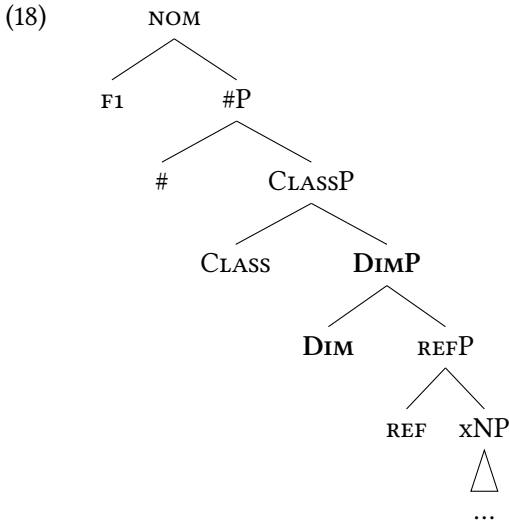 (18)
NOM
F1 #P
# CLASSP
CLASS DIMP
DIM REFP
REF xNP
...